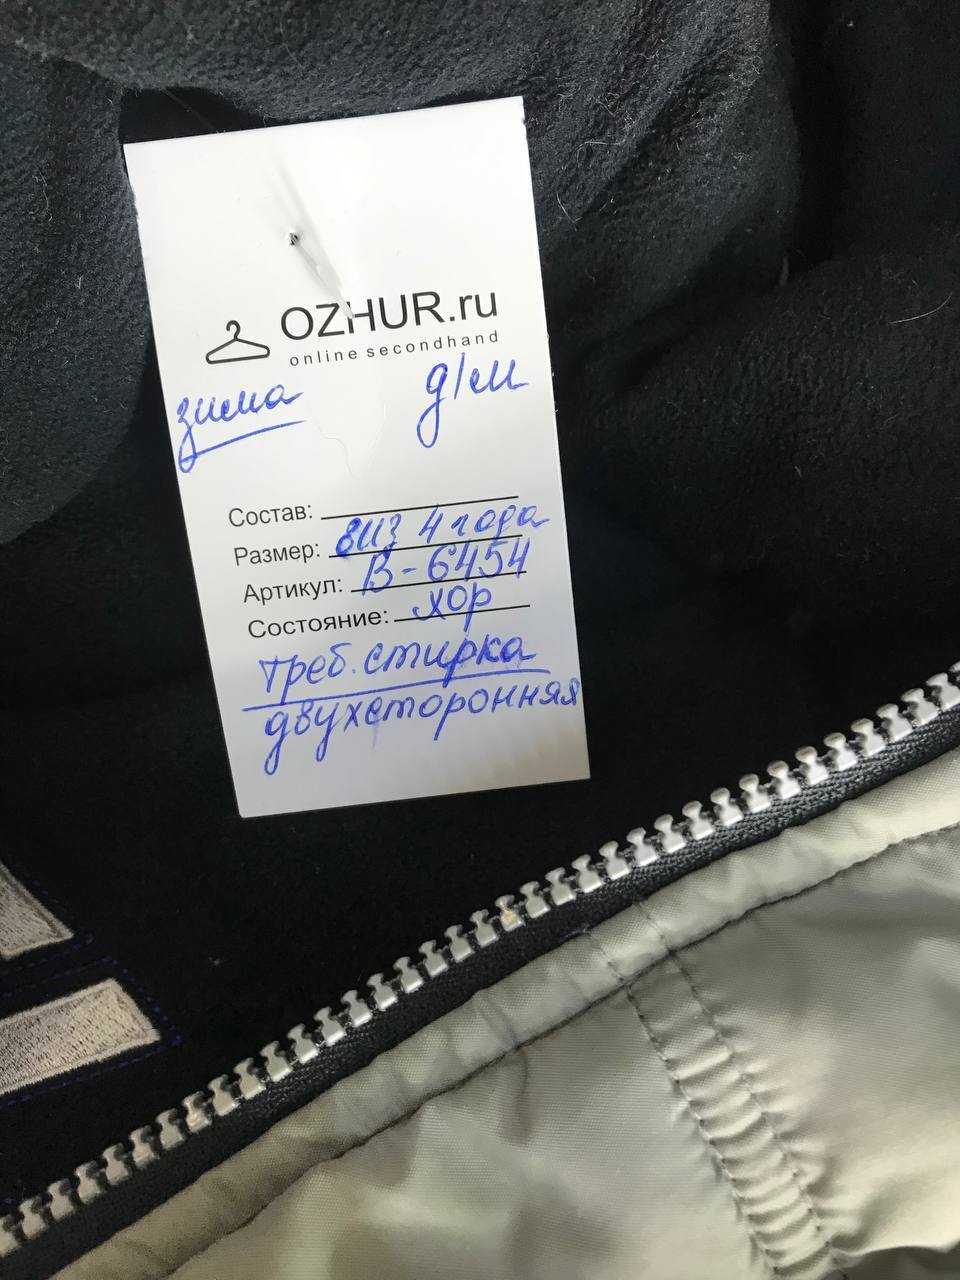 OZHUR.ru
online secondhand
зима д/м
Состав:
Размер: виз 4 года
Артикул: В-6454
Состояние: хор
треб. стирка
двухсторонняя